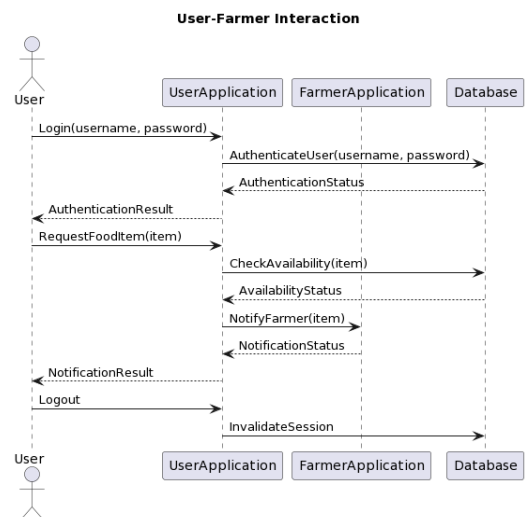 User-Farmer Interaction
User
UserApplication
FarmerApplication
Database
Login(username, password)
AuthenticateUser(username, password)
AuthenticationStatus
AuthenticationResult
RequestFoodItem(item)
CheckAvailability(item)
AvailabilityStatus
NotifyFarmer(item)
NotificationStatus
NotificationResult
Logout
InvalidateSession
User
UserApplication
FarmerApplication
Database